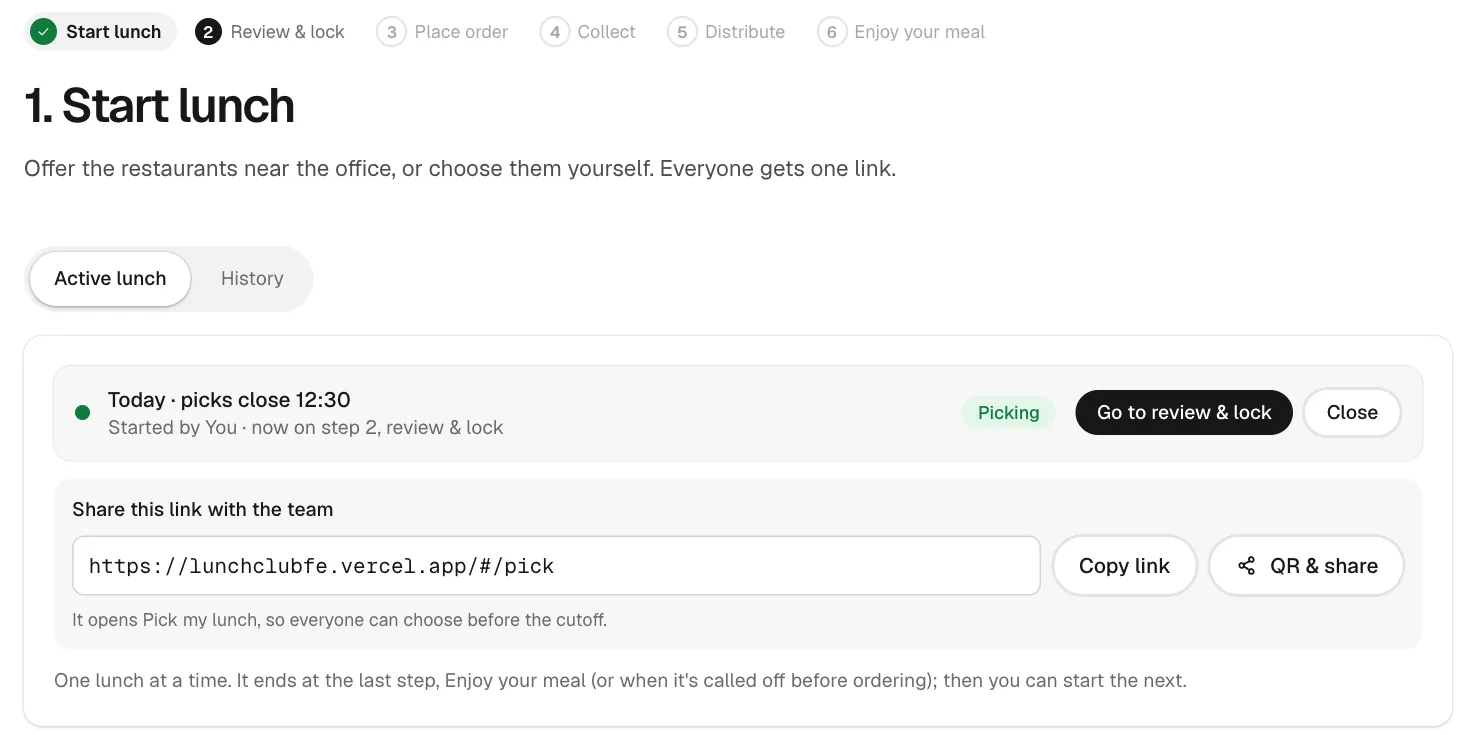 Start lunch 2 Review & lock 3 Place order 4 Collect 5 Distribute 6 Enjoy your meal
1. Start lunch
Offer the restaurants near the office, or choose them yourself. Everyone gets one link.
Active lunch History
Today · picks close 12:30
Started by You · now on step 2, review & lock
Picking Go to review & lock Close
Share this link with the team
https://lunchclubfe.vercel.app/#/pick Copy link QR & share
It opens Pick my lunch, so everyone can choose before the cutoff.
One lunch at a time. It ends at the last step, Enjoy your meal (or when it's called off before ordering); then you can start the next.